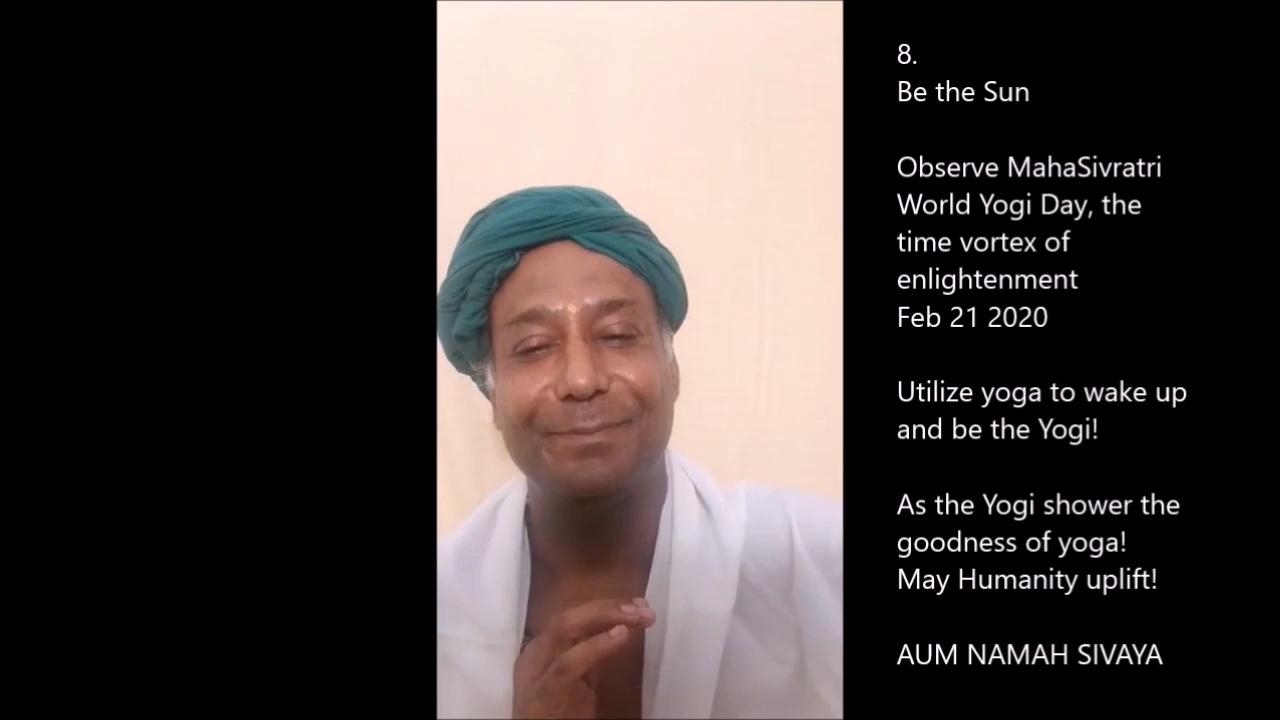 8.
Be the Sun
Observe MahaSivratri
World Yogi Day, the
time vortex of
enlightenment
Feb 21 2020
Utilize yoga to wake up
and be the Yogi!
As the Yogi shower the
goodness of yoga!
May Humanity uplift!
AUM NAMAH SIVAYA